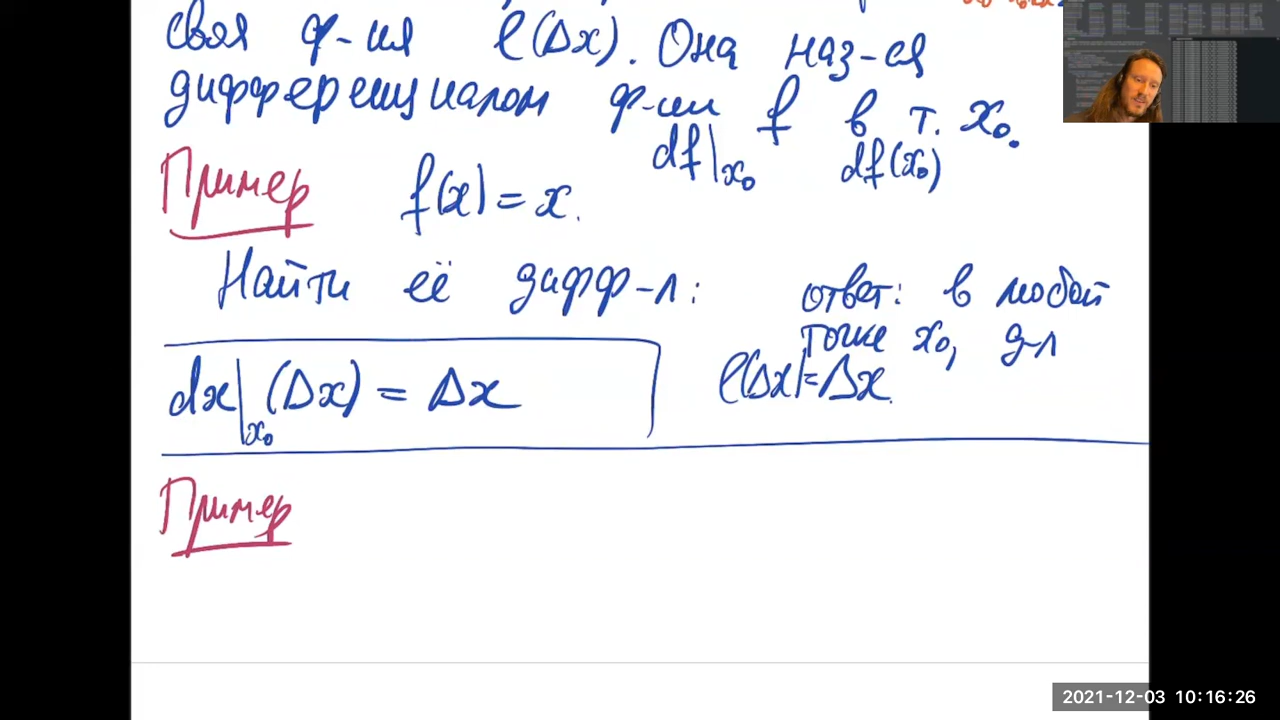 своя ф-ия l(Δx). Она наз-ся
дифференциалом ф-ии f в т. x₀.
df|ₓ₀ df(x₀)
Пример f(x) = x.
Найти её дифф-л:
ответ: в любой
точке x₀, д-л
l(Δx) = Δx.
dx|ₓ₀ (Δx) = Δx
Пример
2021-12-03 10:16:26